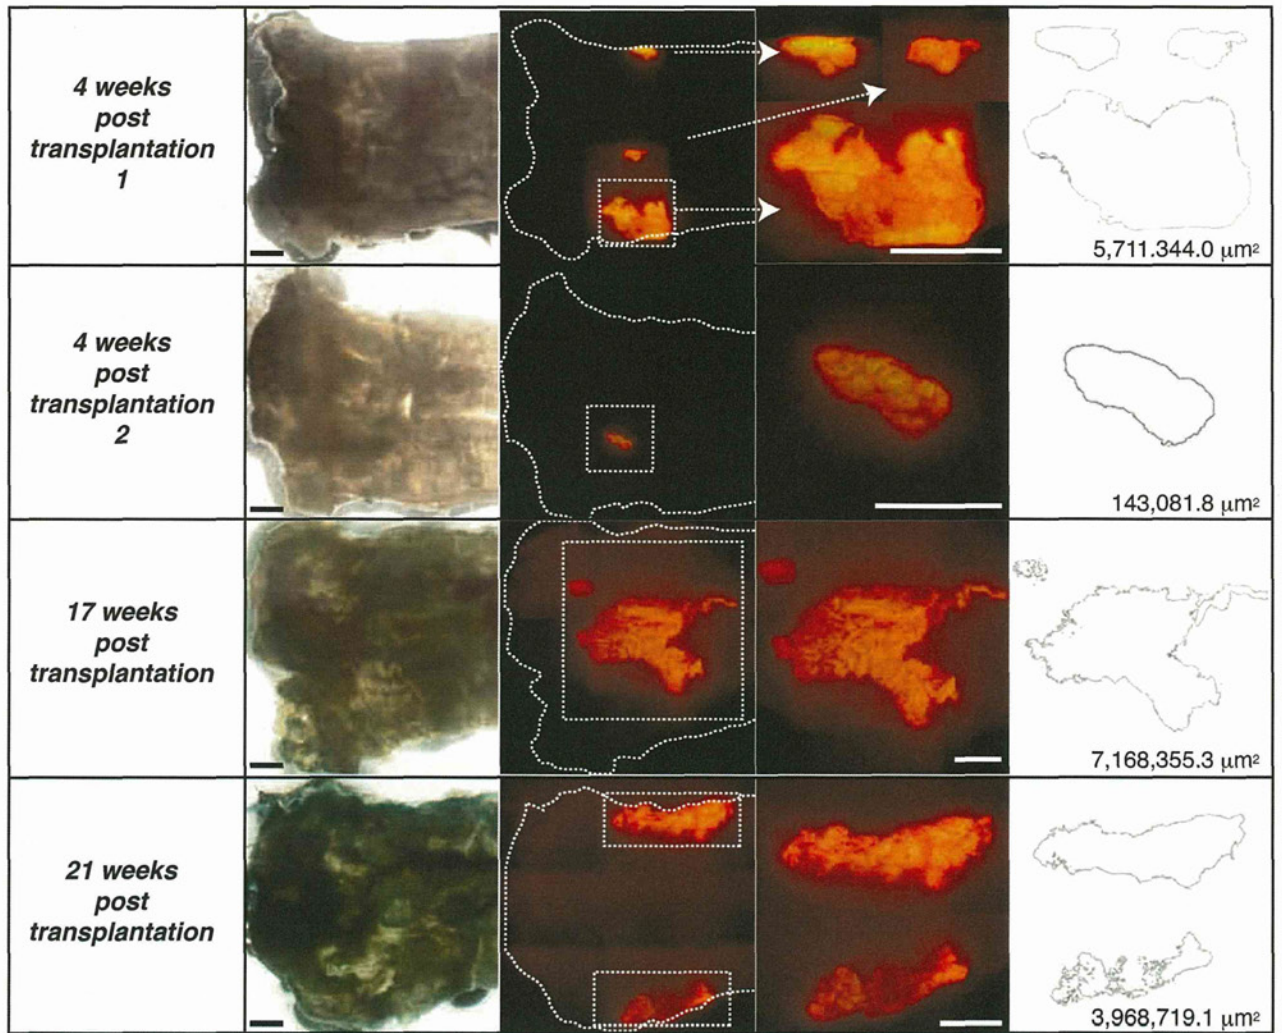 4 weeks
post
transplantation
1
5,711.344.0 μm²
4 weeks
post
transplantation
2
143,081.8 μm²
17 weeks
post
transplantation
7,168,355.3 μm²
21 weeks
post
transplantation
3,968,719.1 μm²